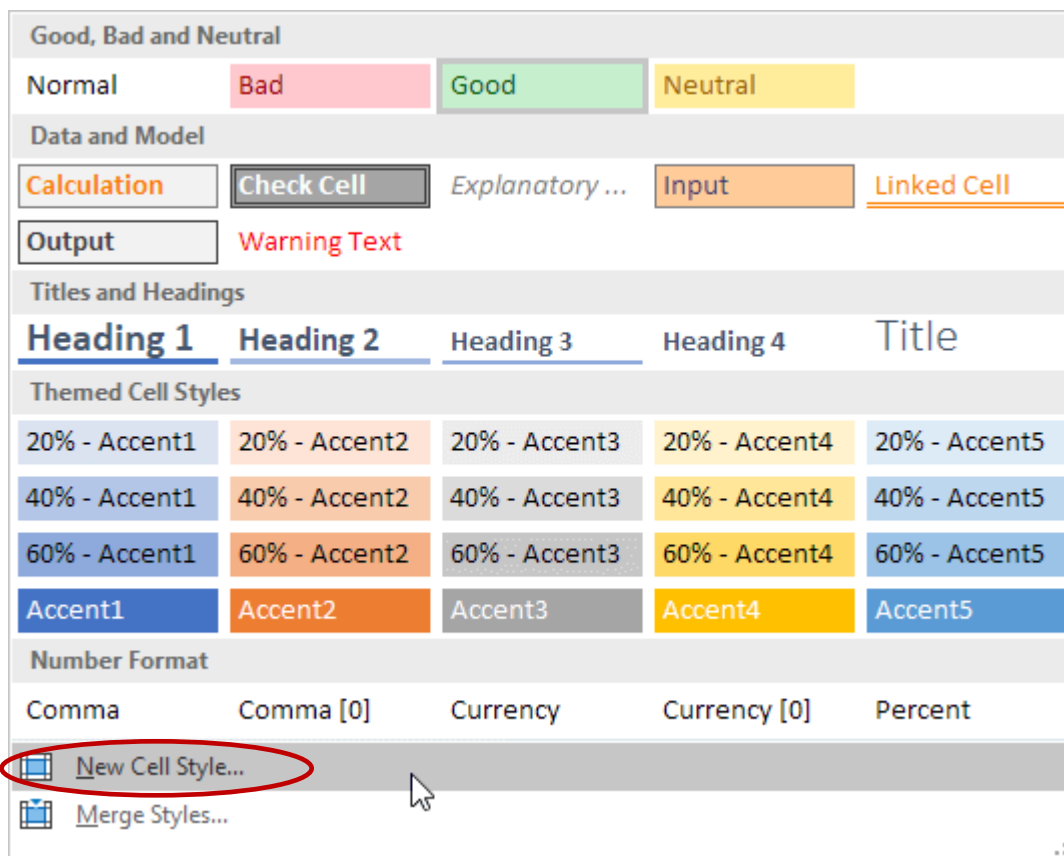 Good, Bad and Neutral
Normal Bad Good Neutral
Data and Model
Calculation Check Cell Explanatory ... Input Linked Cell
Output Warning Text
Titles and Headings
Heading 1 Heading 2 Heading 3 Heading 4 Title
Themed Cell Styles
20% - Accent1 20% - Accent2 20% - Accent3 20% - Accent4 20% - Accent5
40% - Accent1 40% - Accent2 40% - Accent3 40% - Accent4 40% - Accent5
60% - Accent1 60% - Accent2 60% - Accent3 60% - Accent4 60% - Accent5
Accent1 Accent2 Accent3 Accent4 Accent5
Number Format
Comma Comma [0] Currency Currency [0] Percent
New Cell Style...
Merge Styles...